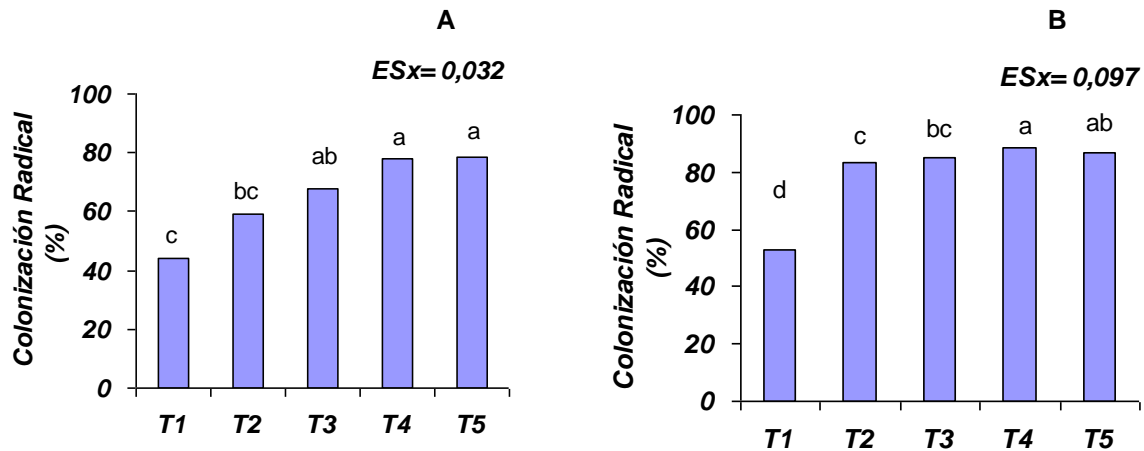 A
ESx= 0,032
Colonización Radical
(%)
100
80
60
40
20
0
c
bc
ab
a
a
T1 T2 T3 T4 T5
B
ESx= 0,097
Colonización Radical
(%)
100
80
60
40
20
0
d
c
bc
a
ab
T1 T2 T3 T4 T5